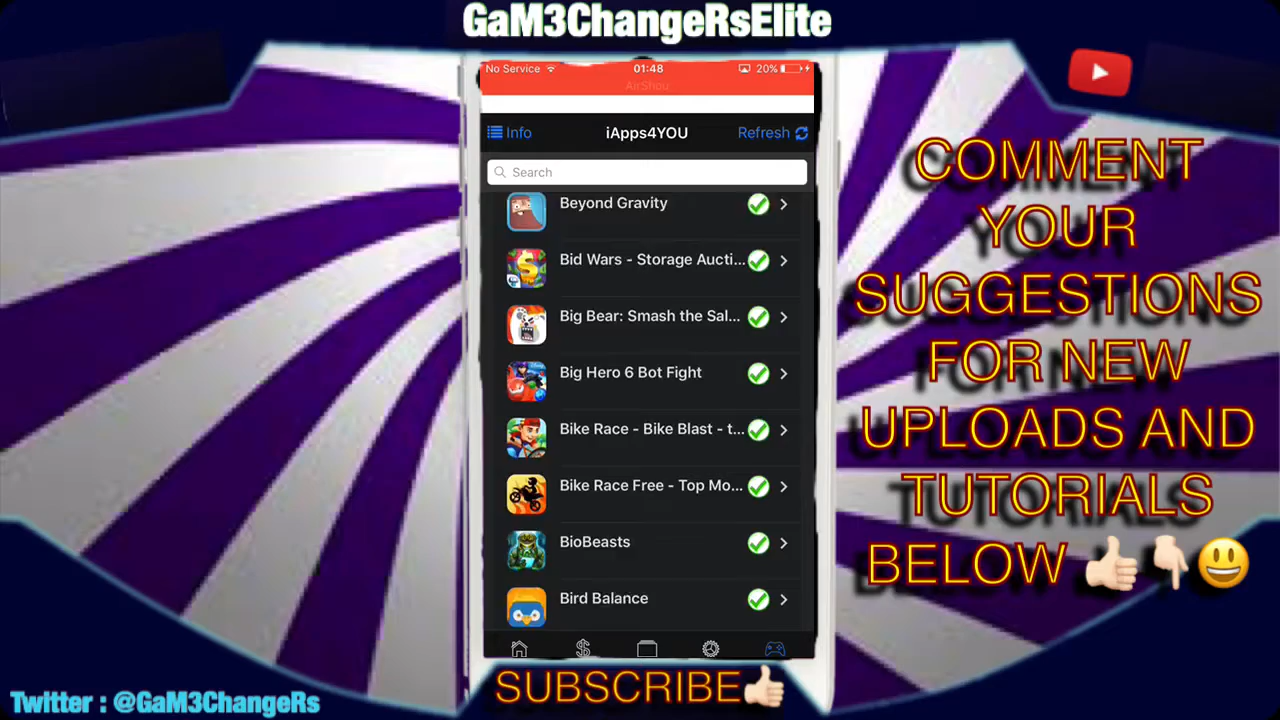 GaM3ChangeRsElite
No Service 01:48 20%
AirShou
Info iApps4YOU Refresh
Search
Beyond Gravity
Bid Wars - Storage Aucti...
Big Bear: Smash the Sal...
Big Hero 6 Bot Fight
Bike Race - Bike Blast - t...
Bike Race Free - Top Mo...
BioBeasts
Bird Balance
COMMENT
YOUR
SUGGESTIONS
FOR NEW
UPLOADS AND
TUTORIALS
BELOW 👍🏻👇🏻😃
SUBSCRIBE👍🏻
Twitter : @GaM3ChangeRs